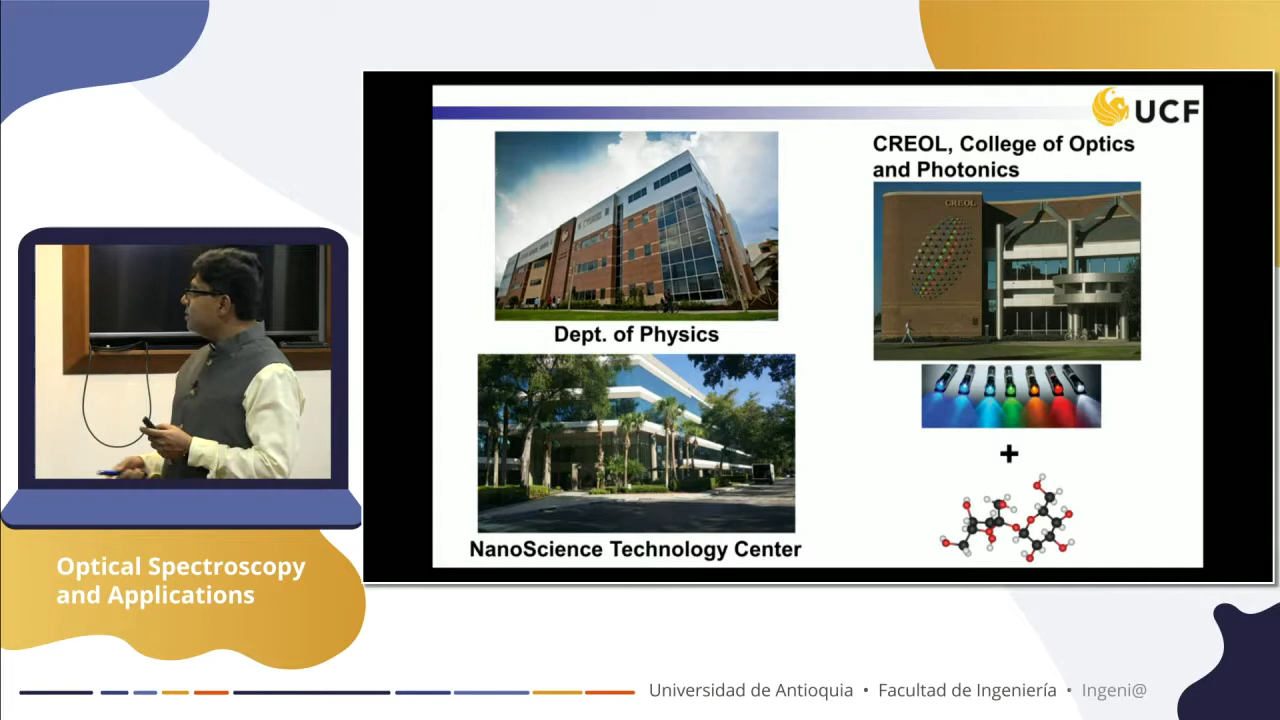 UCF
CREOL, College of Optics
and Photonics
CREOL
Dept. of Physics
NanoScience Technology Center
+
Optical Spectroscopy
and Applications
Universidad de Antioquia • Facultad de Ingeniería • Ingeni@